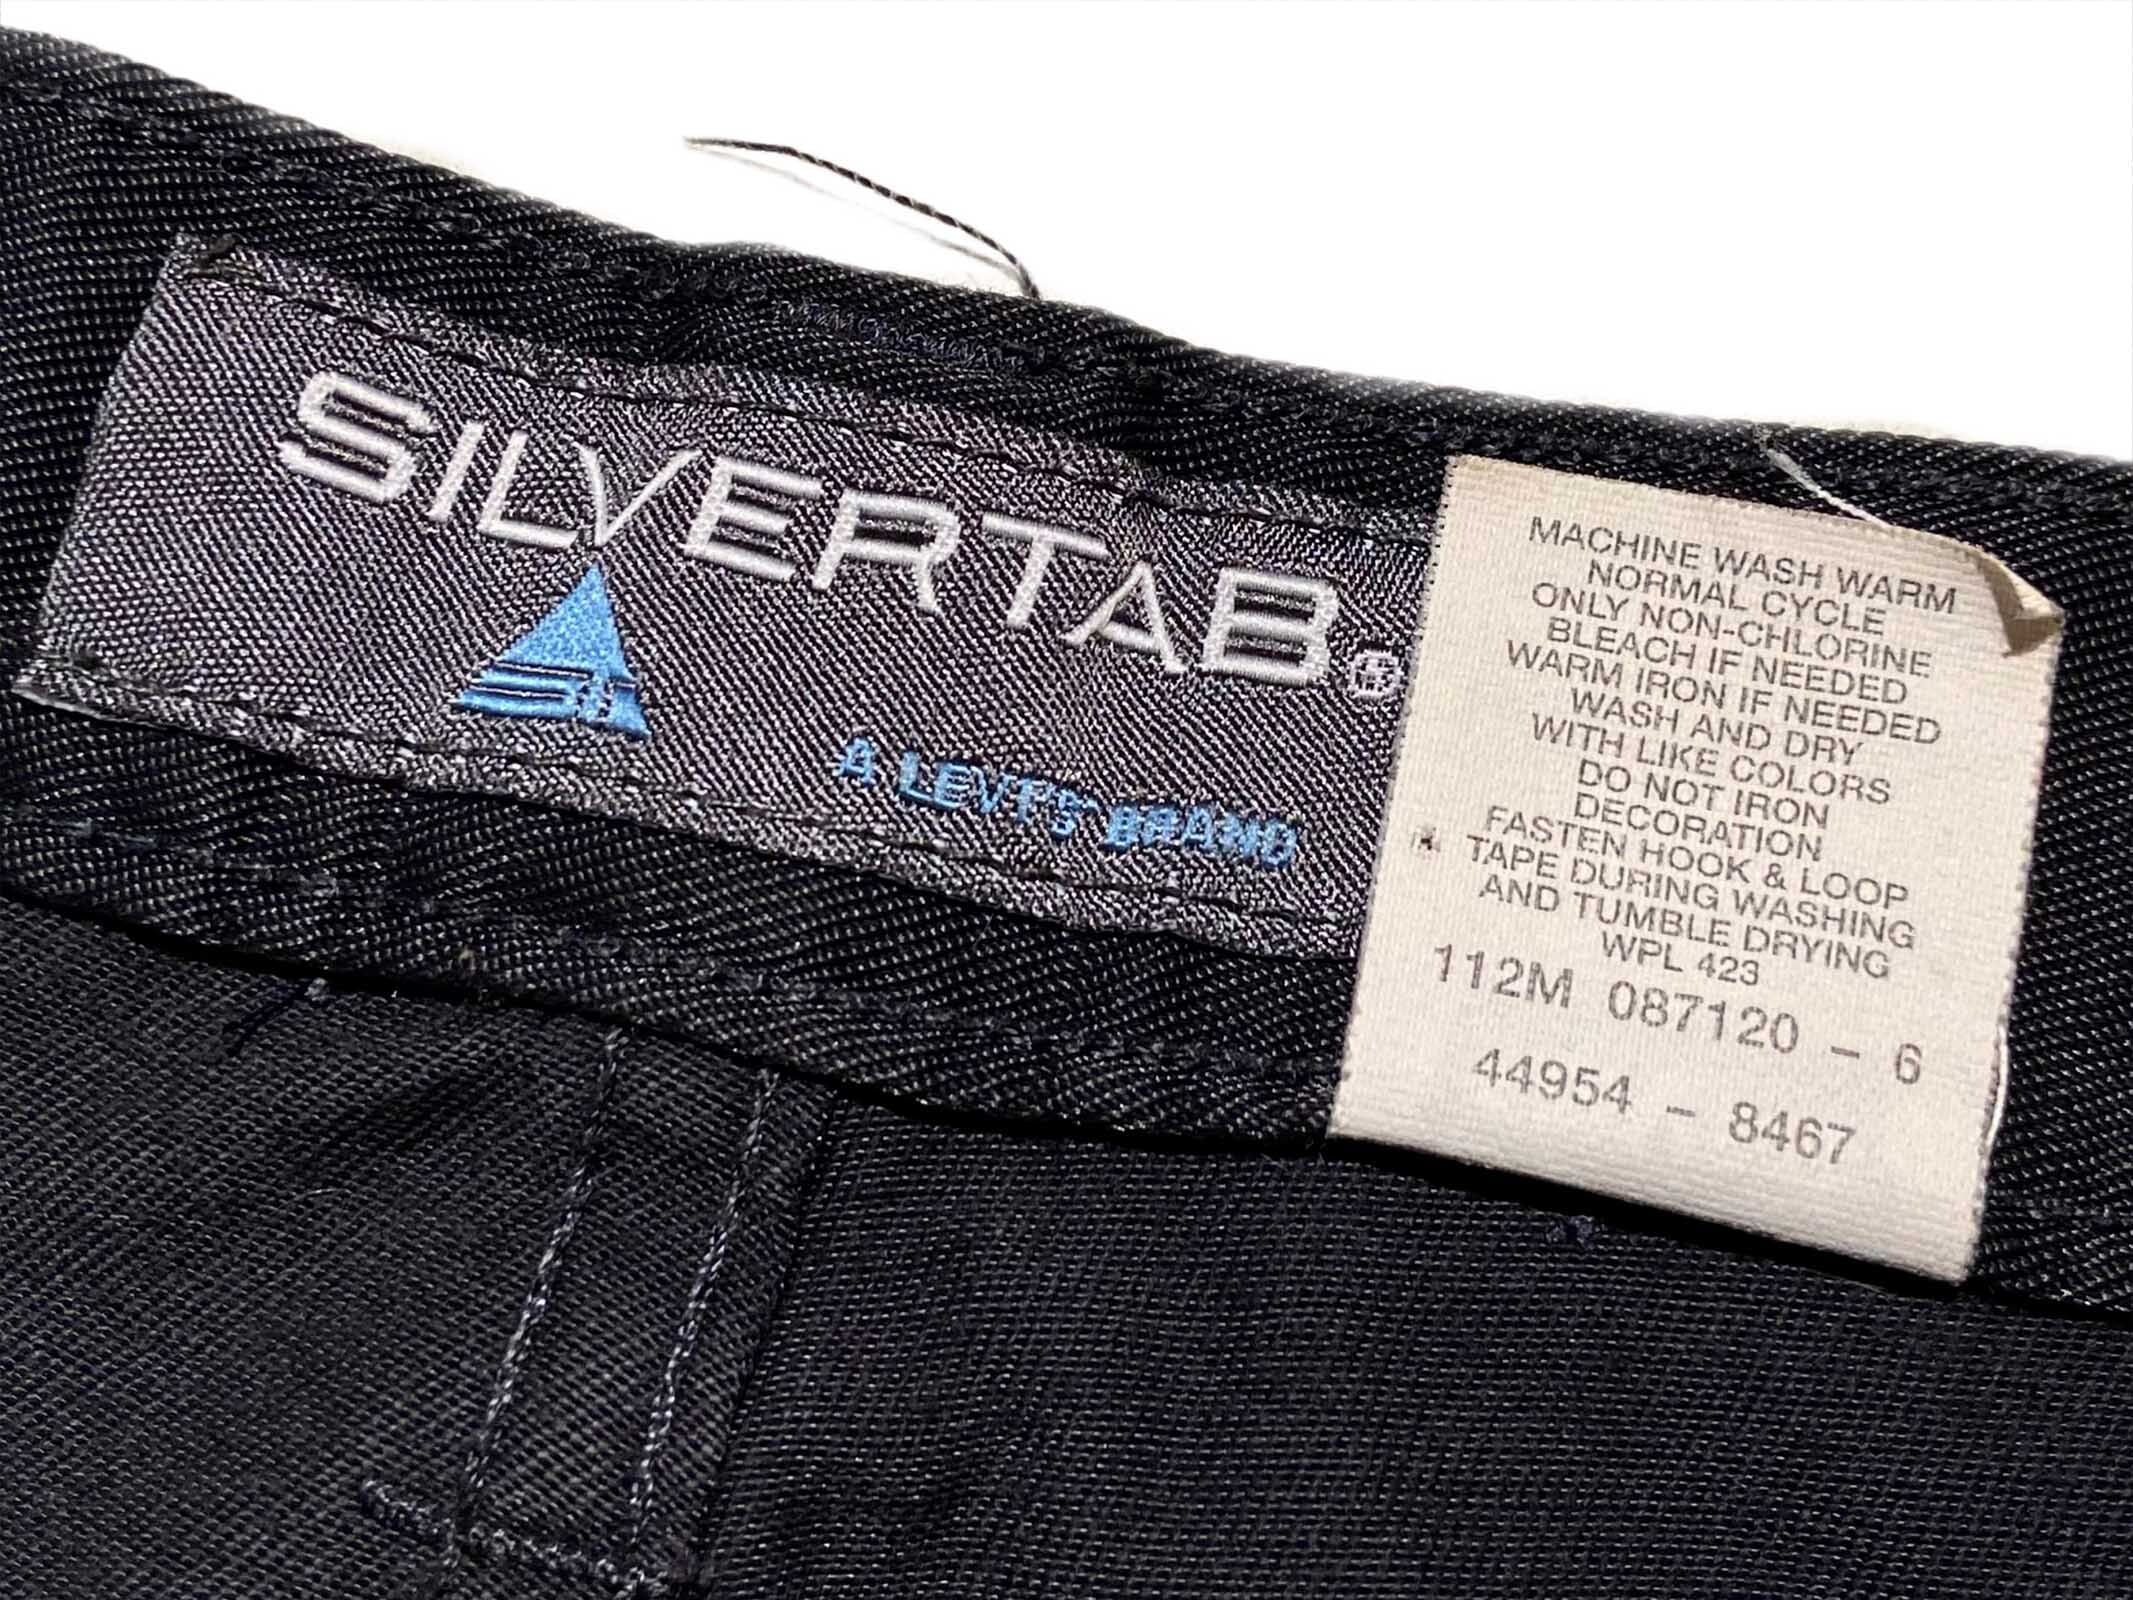 SILVERTAB®
A LEVI'S BRAND
MACHINE WASH WARM
NORMAL CYCLE
ONLY NON-CHLORINE
BLEACH IF NEEDED
WARM IRON IF NEEDED
WASH AND DRY
WITH LIKE COLORS
DO NOT IRON
DECORATION
FASTEN HOOK & LOOP
TAPE DURING WASHING
AND TUMBLE DRYING
WPL 423
112M 087120 - 6
44954 - 8467